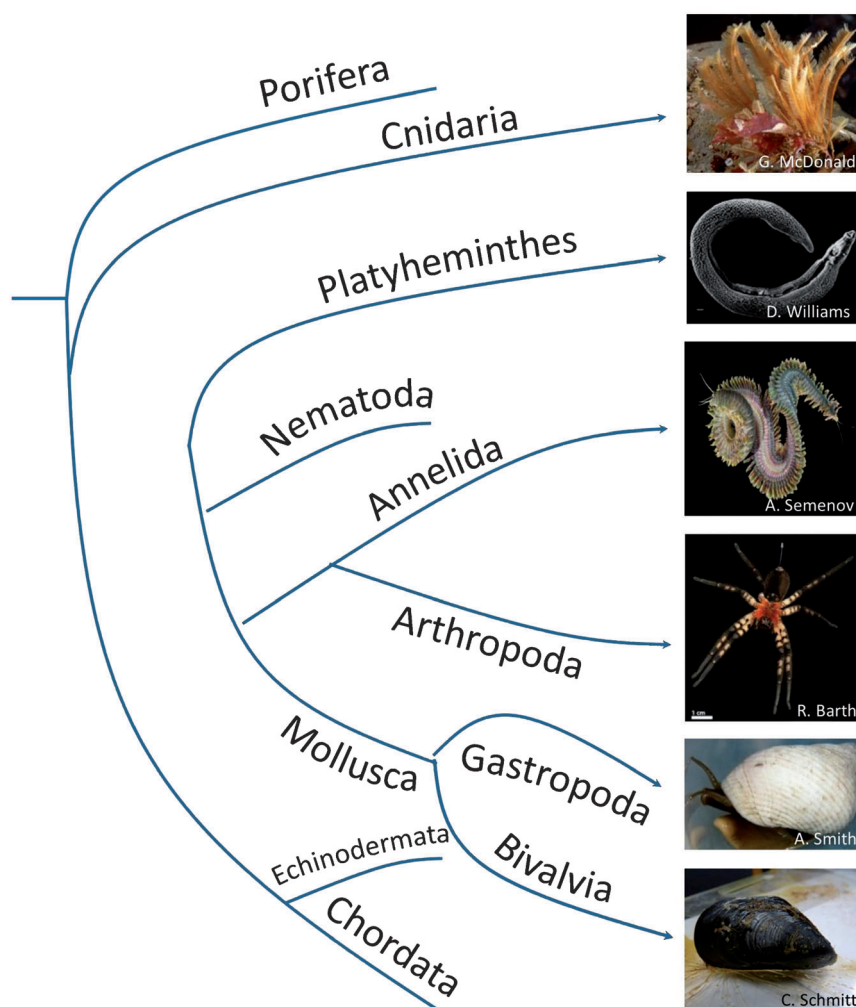 Porifera
Cnidaria
G. McDonald
Platyheminthes
D. Williams
Nematoda
Annelida
A. Semenov
Arthropoda
1 cm
R. Barth
Mollusca
Gastropoda
A. Smith
Echinodermata
Bivalvia
Chordata
C. Schmitt